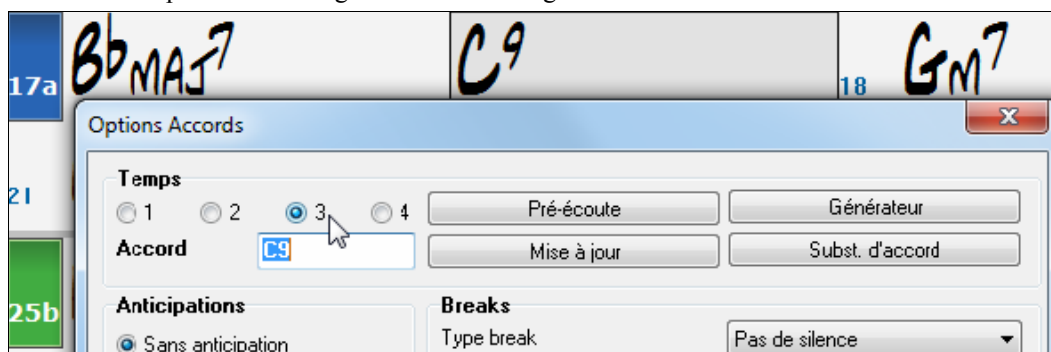 17a BbMAJ7 C9 18 Gm7
Options Accords
Temps
21
1 2 3 4 Pré-écoute Générateur
Accord C9 Mise à jour Subst. d'accord
Anticipations Breaks
25b
Sans anticipation Type break Pas de silence